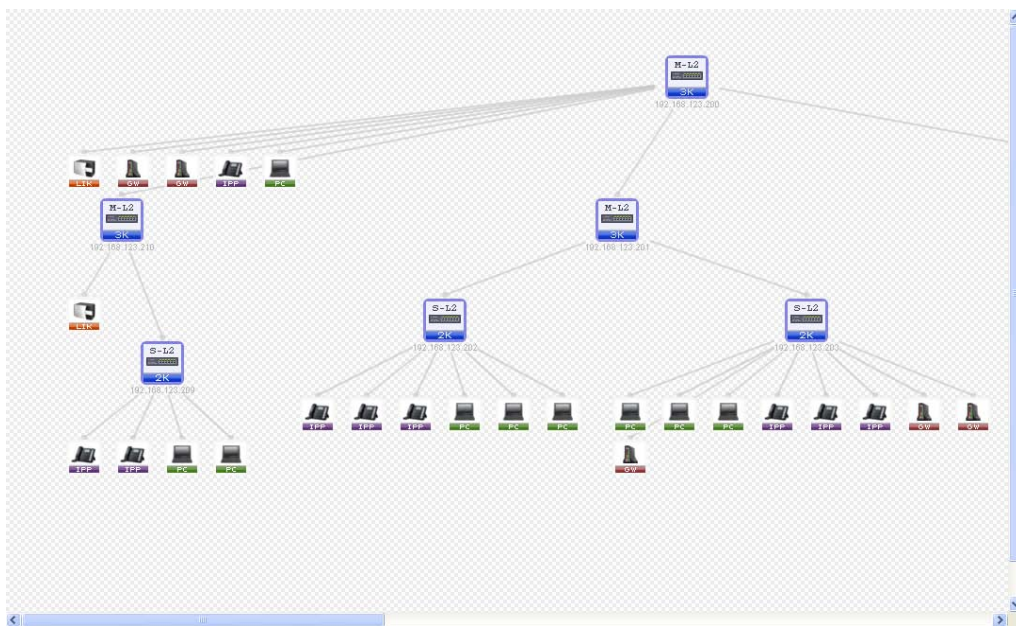 M-L2
3K
192.168.123.200
LIK GW GW IPP PC
M-L2
3K
192.168.123.210
M-L2
3K
192.168.123.201
LIK
S-L2
2K
192.168.123.202
S-L2
2K
192.168.123.203
S-L2
2K
192.168.123.209
IPP IPP IPP PC PC PC PC PC PC IPP IPP IPP GW GW
IPP IPP PC PC GW